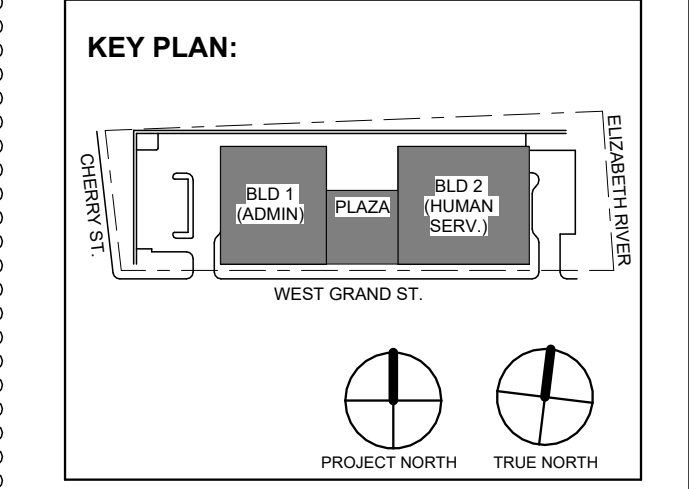 KEY PLAN:
CHERRY ST.
BLD 1
(ADMIN)
PLAZA
BLD 2
(HUMAN
SERV.)
ELIZABETH RIVER
WEST GRAND ST.
PROJECT NORTH
TRUE NORTH